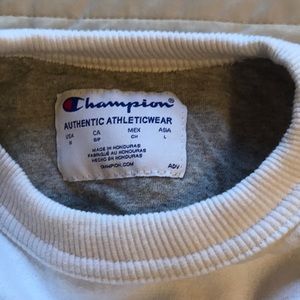 Champion®
AUTHENTIC ATHLETICWEAR
USA CA MEX ASIA
M S/P CH L
MADE IN HONDURAS
FABRIQUÉ AU HONDURAS
HECHO EN HONDURAS
CHAMPION.COM ADV